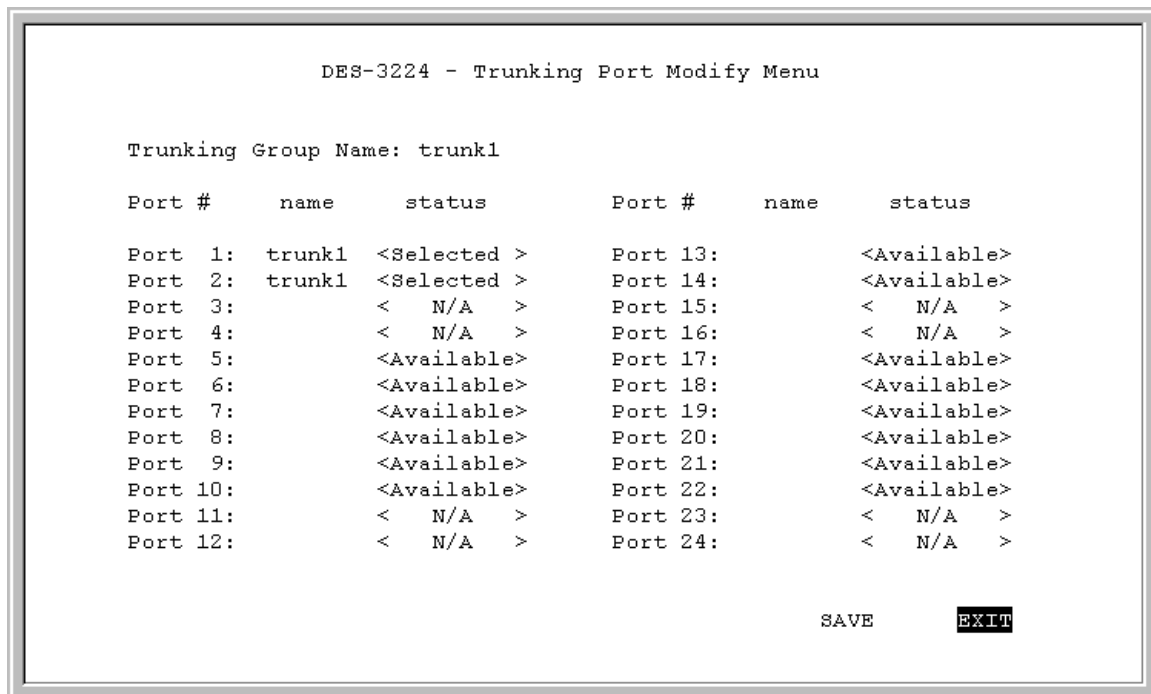 DES-3224 - Trunking Port Modify Menu
Trunking Group Name: trunk1
Port # name status Port # name status
Port 1: trunk1 <Selected > Port 13: <Available>
Port 2: trunk1 <Selected > Port 14: <Available>
Port 3: < N/A > Port 15: < N/A >
Port 4: < N/A > Port 16: < N/A >
Port 5: <Available> Port 17: <Available>
Port 6: <Available> Port 18: <Available>
Port 7: <Available> Port 19: <Available>
Port 8: <Available> Port 20: <Available>
Port 9: <Available> Port 21: <Available>
Port 10: <Available> Port 22: <Available>
Port 11: < N/A > Port 23: < N/A >
Port 12: < N/A > Port 24: < N/A >
SAVE EXIT